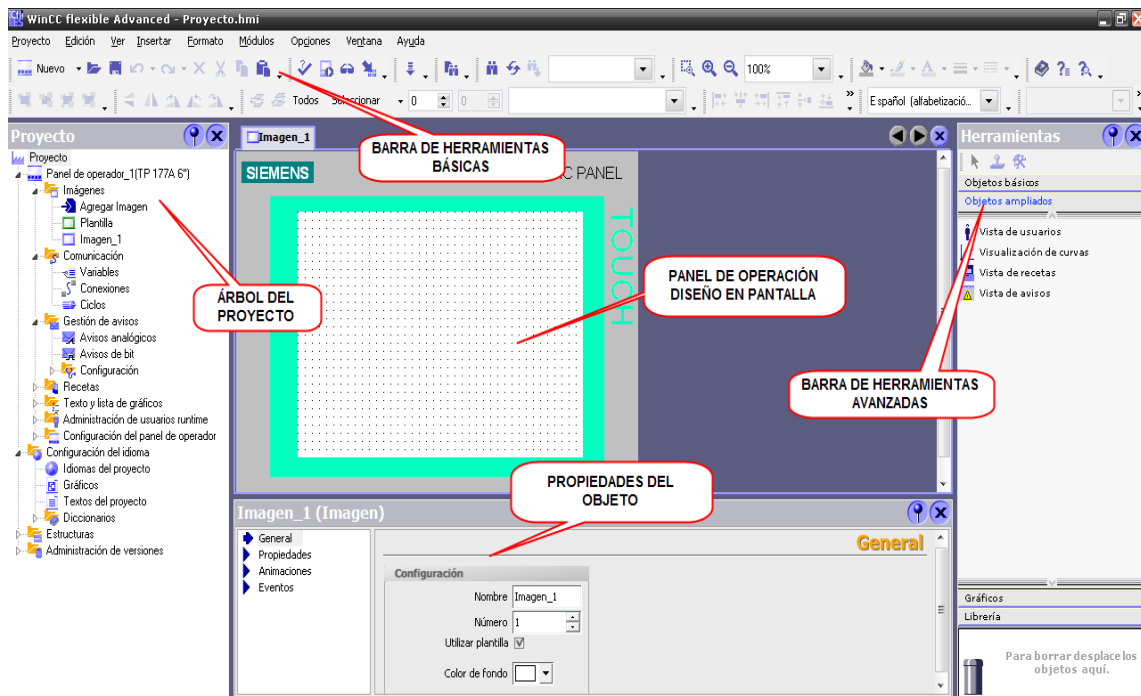 WinCC flexible Advanced - Proyecto.hmi
Proyecto Edición Ver Insertar Formato Módulos Opciones Ventana Ayuda
Nuevo 100%
Todos Seleccionar 0 0 Español (alfabetizació...
Proyecto
Proyecto
Panel de operador_1(TP 177A 6")
Imágenes
Agregar Imagen
Plantilla
Imagen_1
Comunicación
Variables
Conexiones
Ciclos
Gestión de avisos
Avisos analógicos
Avisos de bit
Configuración
Recetas
Texto y lista de gráficos
Administración de usuarios runtime
Configuración del panel de operador
Configuración del idioma
Idiomas del proyecto
Gráficos
Textos del proyecto
Diccionarios
Estructuras
Administración de versiones
ÁRBOL DEL
PROYECTO
Imagen_1
BARRA DE HERRAMIENTAS
BÁSICAS
SIEMENS
PANEL
TOUCH
PANEL DE OPERACIÓN
DISEÑO EN PANTALLA
PROPIEDADES DEL
OBJETO
Imagen_1 (Imagen)
General
Propiedades
Animaciones
Eventos
General
Configuración
Nombre Imagen_1
Número 1
Utilizar plantilla
Color de fondo
Herramientas
Objetos básicos
Objetos ampliados
Vista de usuarios
Visualización de curvas
Vista de recetas
Vista de avisos
BARRA DE HERRAMIENTAS
AVANZADAS
Gráficos
Librería
Para borrar desplace los
objetos aquí.